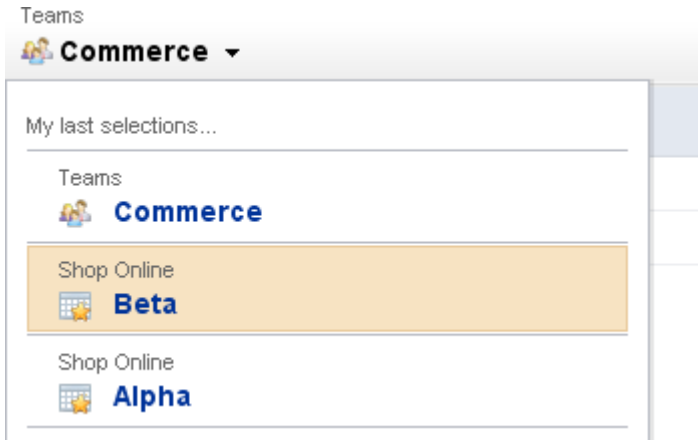 Teams
Commerce
My last selections...
Teams
Commerce
Shop Online
Beta
Shop Online
Alpha